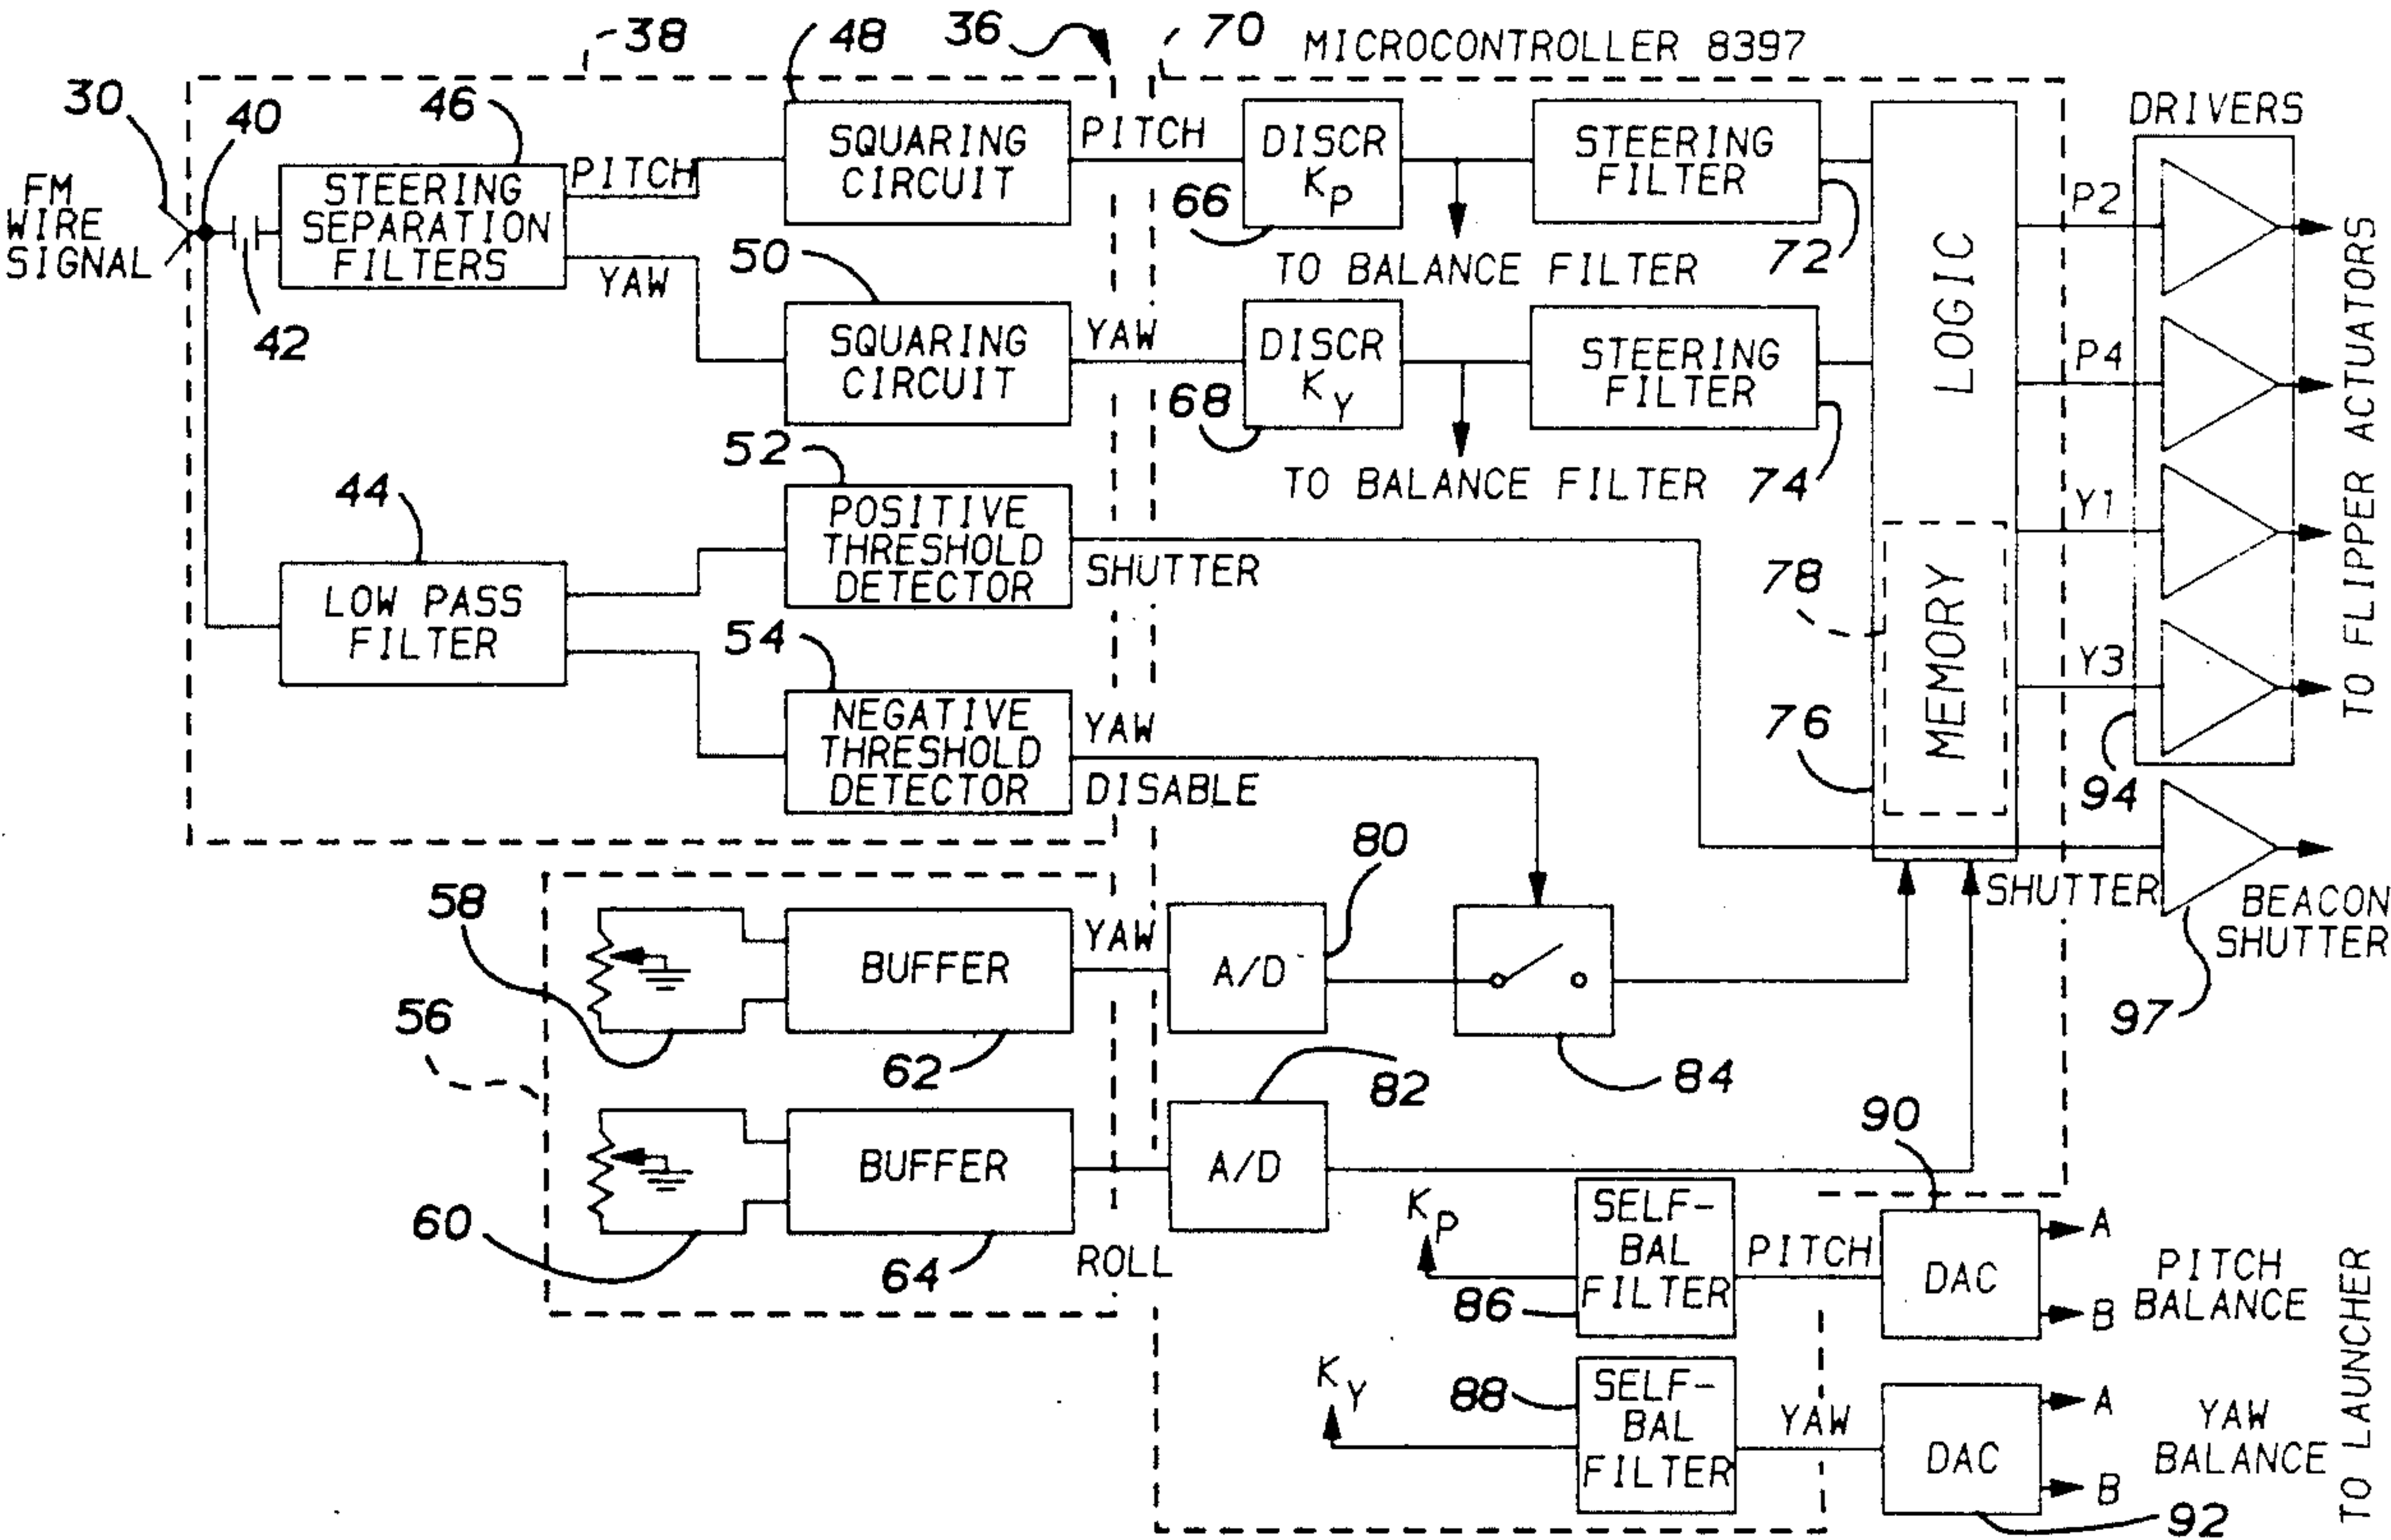 38
48
36
70
MICROCONTROLLER 8397
30
40
46
DRIVERS
FM
WIRE
SIGNAL
42
STEERING
SEPARATION
FILTERS
PITCH
YAW
SQUARING
CIRCUIT
PITCH
66
DISCR
KP
TO BALANCE FILTER
STEERING
FILTER
72
50
SQUARING
CIRCUIT
YAW
68
DISCR
KY
TO BALANCE FILTER
STEERING
FILTER
74
LOGIC
78
MEMORY
76
P2
P4
Y1
Y3
94
TO FLIPPER ACTUATORS
44
LOW PASS
FILTER
52
POSITIVE
THRESHOLD
DETECTOR
SHUTTER
54
NEGATIVE
THRESHOLD
DETECTOR
YAW
DISABLE
SHUTTER
BEACON
SHUTTER
97
56
58
BUFFER
62
YAW
A/D
80
84
60
BUFFER
64
ROLL
A/D
82
KP
86
SELF-
BAL
FILTER
PITCH
90
DAC
A
B
PITCH
BALANCE
KY
88
SELF-
BAL
FILTER
YAW
DAC
92
A
B
YAW
BALANCE
TO LAUNCHER